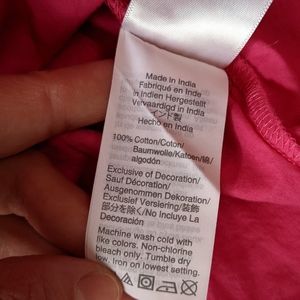 Made in India
Fabriqué en Inde
in Indien Hergestellt
Vervaardigd in India
インド製
Hecho en India
100% Cotton/Coton/
Baumwolle/Katoen/綿/
algodón
Exclusive of Decoration/
Sauf Décoration/
Ausgenommen Dekoration/
Exclusief Versiering/装飾
部分を除く/No Incluye La
Decoración
Machine wash cold with
like colors. Non-chlorine
bleach only. Tumble dry
low. Iron on lowest setting.